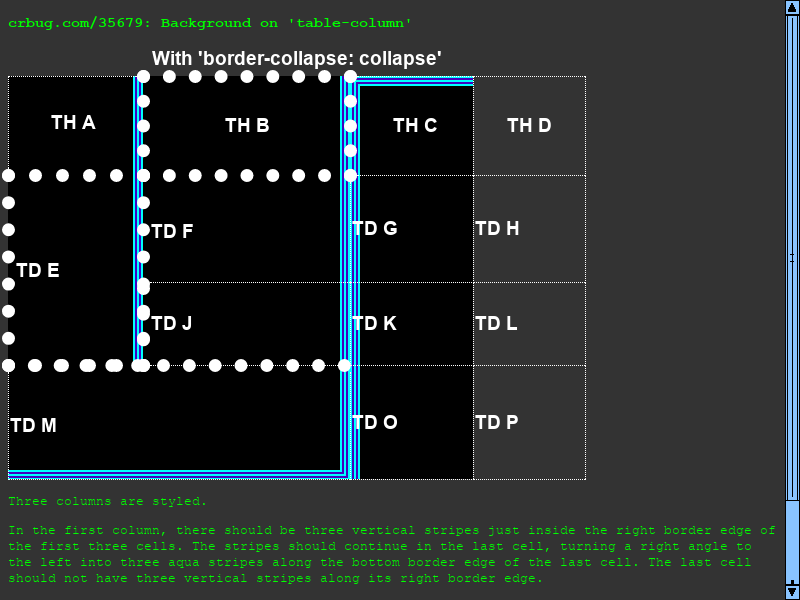 crbug.com/35679: Background on 'table-column'
With 'border-collapse: collapse'
TH A
TH B
TH C
TH D
TD E
TD F
TD G
TD H
TD J
TD K
TD L
TD M
TD O
TD P
Three columns are styled.
In the first column, there should be three vertical stripes just inside the right border edge of
the first three cells. The stripes should continue in the last cell, turning a right angle to
the left into three aqua stripes along the bottom border edge of the last cell. The last cell
should not have three vertical stripes along its right border edge.